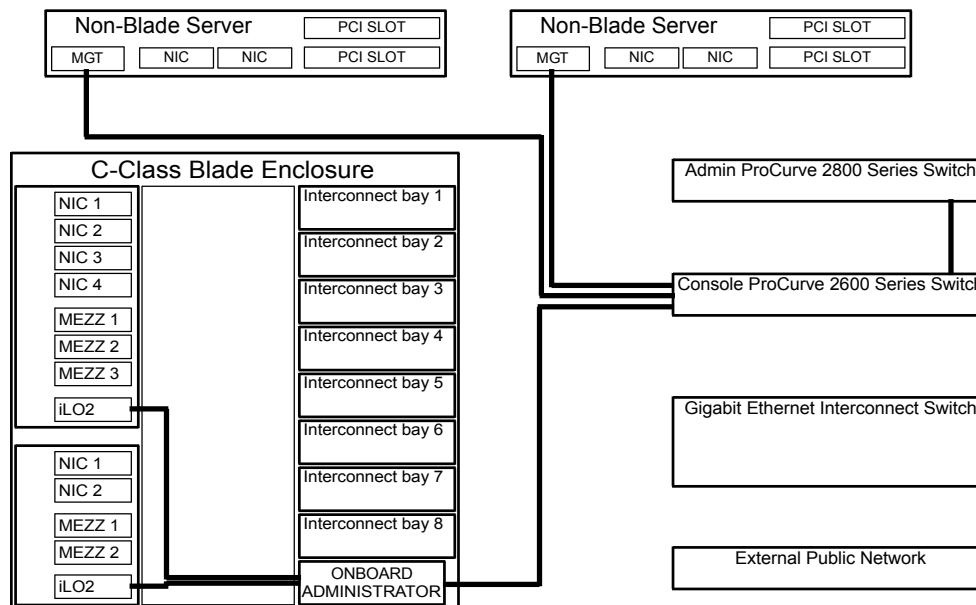 Non-Blade Server
PCI SLOT
MGT
NIC
NIC
PCI SLOT
Non-Blade Server
PCI SLOT
MGT
NIC
NIC
PCI SLOT
C-Class Blade Enclosure
NIC 1
NIC 2
NIC 3
NIC 4
MEZZ 1
MEZZ 2
MEZZ 3
iLO2
NIC 1
NIC 2
MEZZ 1
MEZZ 2
iLO2
Interconnect bay 1
Interconnect bay 2
Interconnect bay 3
Interconnect bay 4
Interconnect bay 5
Interconnect bay 6
Interconnect bay 7
Interconnect bay 8
ONBOARD
ADMINISTRATOR
Admin ProCurve 2800 Series Switch
Console ProCurve 2600 Series Switch
Gigabit Ethernet Interconnect Switch
External Public Network